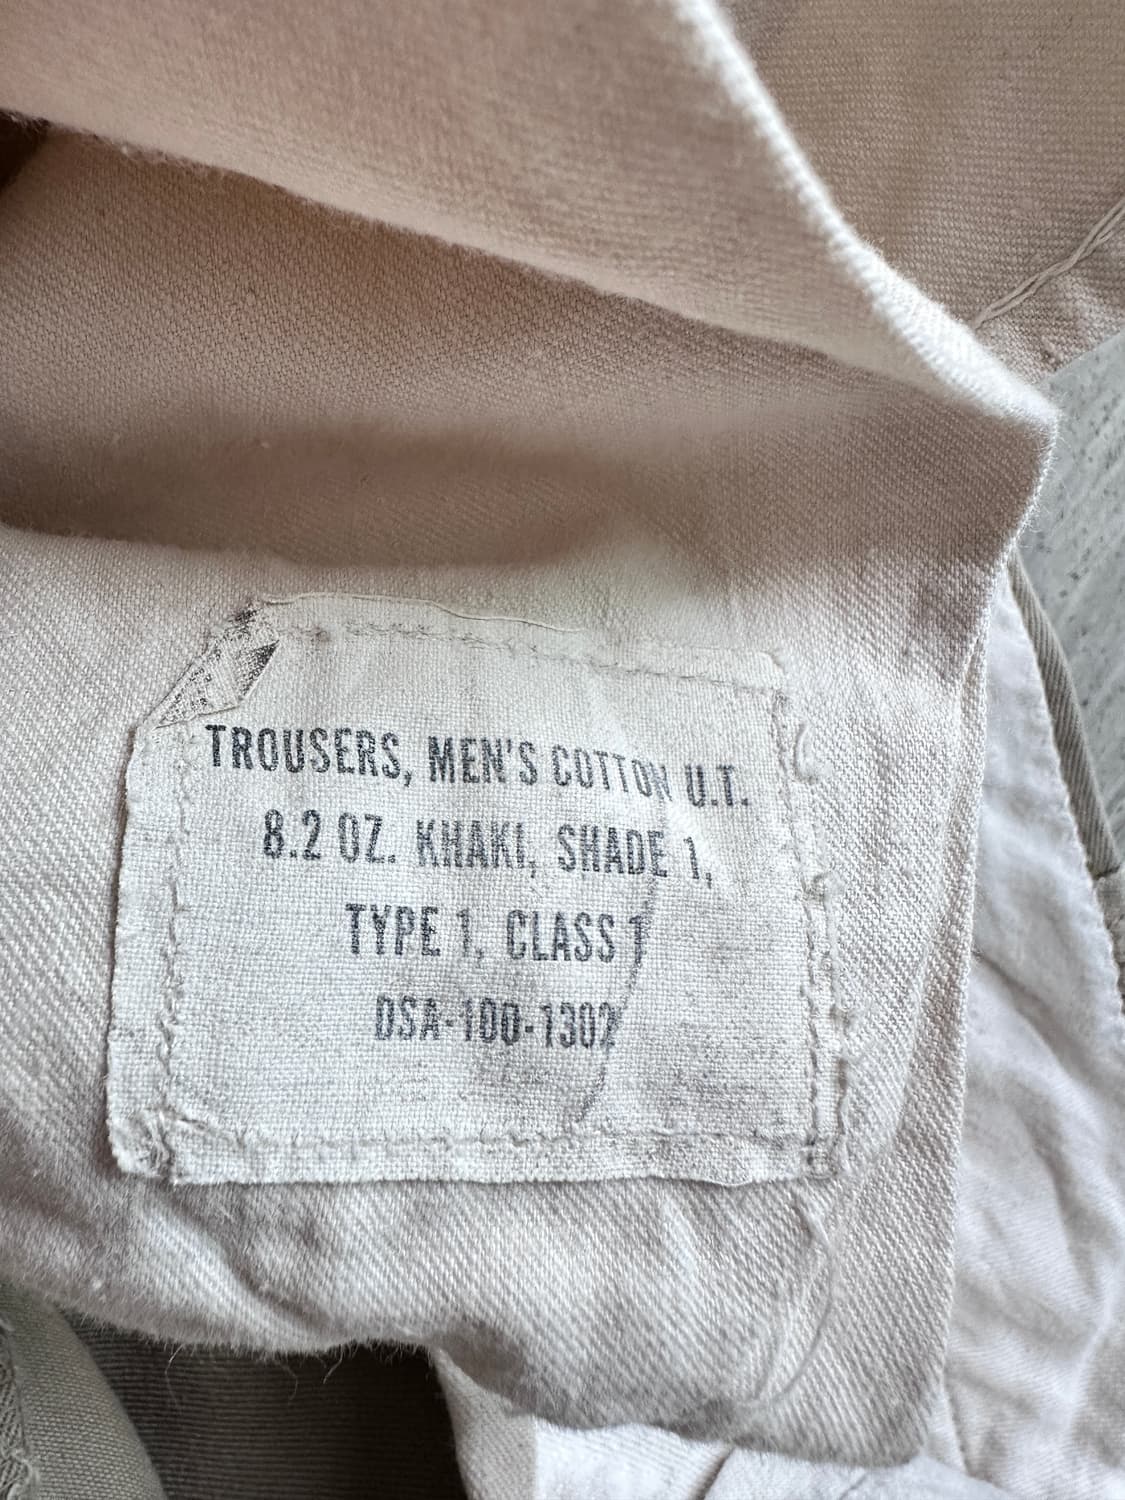 TROUSERS, MEN'S COTTON U.T.
8.2 OZ. KHAKI, SHADE 1,
TYPE 1, CLASS 1
DSA-100-1302